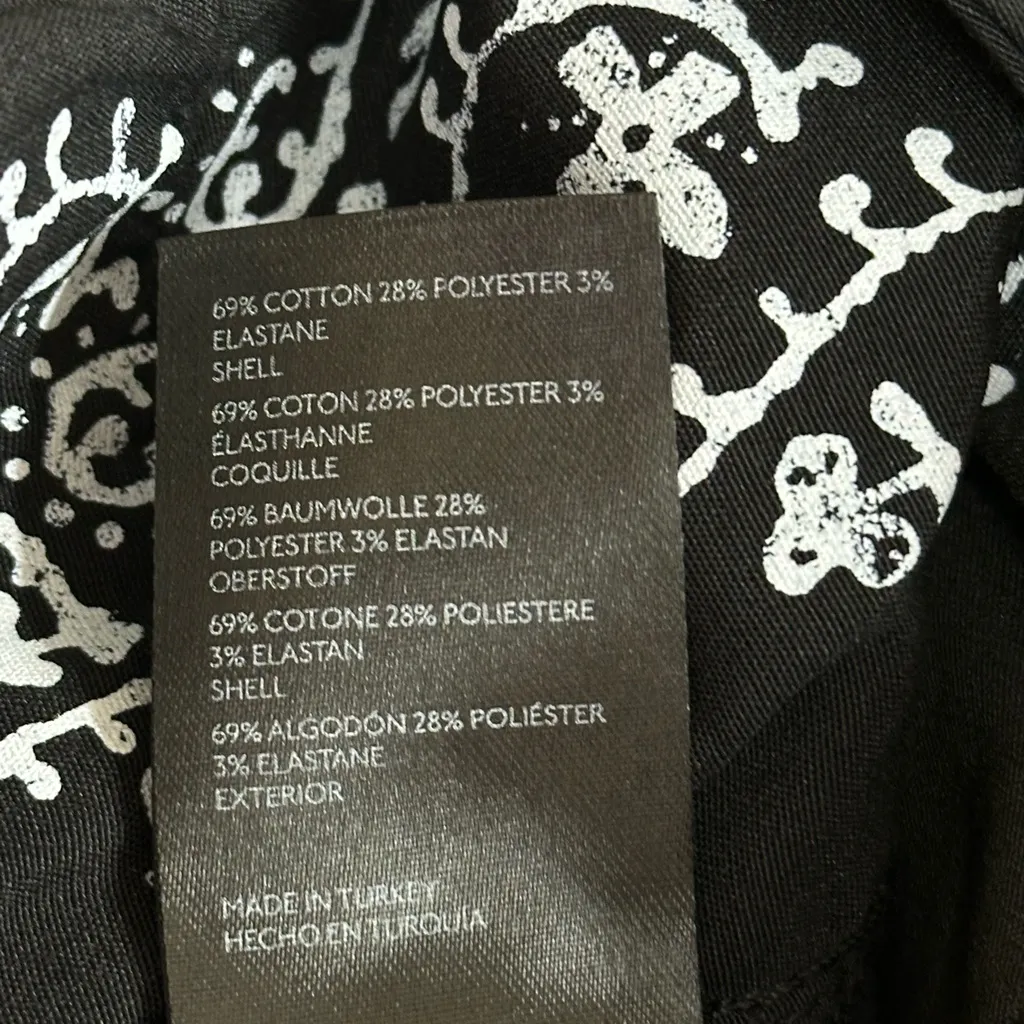 69% COTTON 28% POLYESTER 3%
ELASTANE
SHELL
69% COTON 28% POLYESTER 3%
ÉLASTHANNE
COQUILLE
69% BAUMWOLLE 28%
POLYESTER 3% ELASTAN
OBERSTOFF
69% COTONE 28% POLIESTERE
3% ELASTAN
SHELL
69% ALGODÓN 28% POLIÉSTER
3% ELASTANE
EXTERIOR
MADE IN TURKEY
HECHO EN TURQUÍA